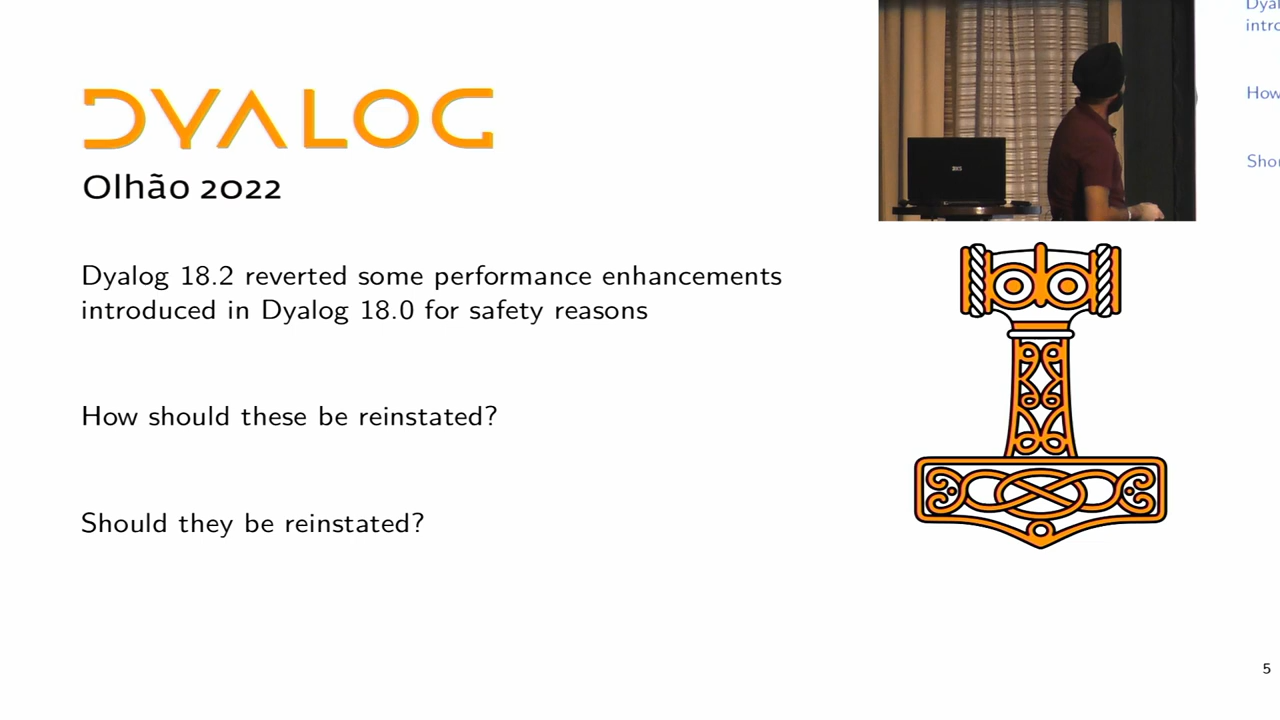 DYALOG
Olhão 2022
Dyalog 18.2 reverted some performance enhancements
introduced in Dyalog 18.0 for safety reasons
How should these be reinstated?
Should they be reinstated?
How
5